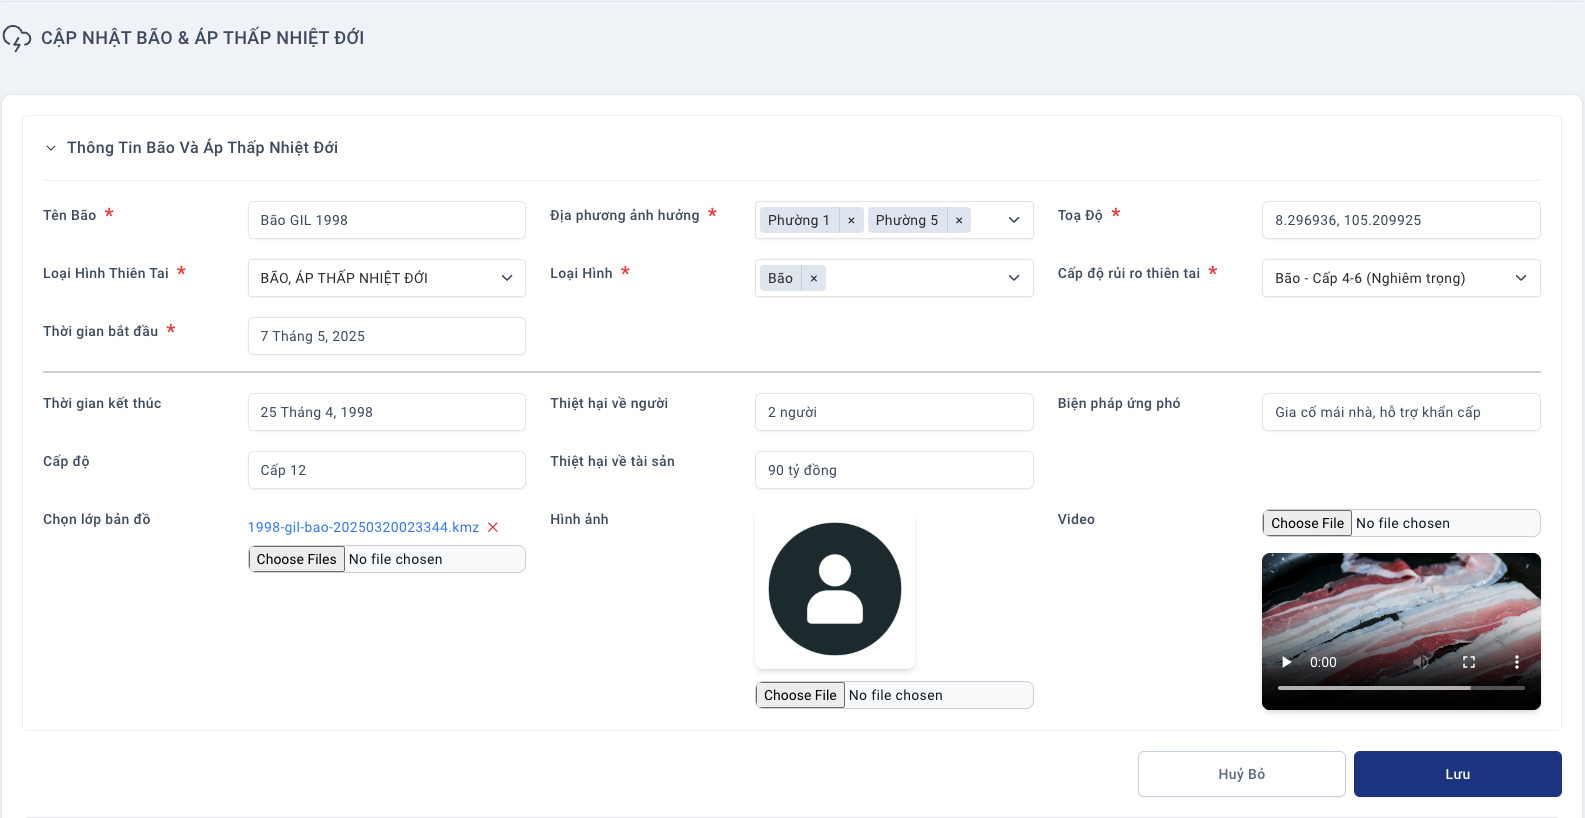 CẬP NHẬT BÃO & ÁP THẤP NHIỆT ĐỚI
Thông Tin Bão Và Áp Thấp Nhiệt Đới
Tên Bão *
Bão GIL 1998
Địa phương ảnh hưởng *
Phường 1 × Phường 5 ×
Toạ Độ *
8.296936, 105.209925
Loại Hình Thiên Tai *
BÃO, ÁP THẤP NHIỆT ĐỚI
Loại Hình *
Bão ×
Cấp độ rủi ro thiên tai *
Bão - Cấp 4-6 (Nghiêm trọng)
Thời gian bắt đầu *
7 Tháng 5, 2025
Thời gian kết thúc
25 Tháng 4, 1998
Thiệt hại về người
2 người
Biện pháp ứng phó
Gia cố mái nhà, hỗ trợ khẩn cấp
Cấp độ
Cấp 12
Thiệt hại về tài sản
90 tỷ đồng
Chọn lớp bản đồ
1998-gil-bao-20250320023344.kmz
Choose Files No file chosen
Hình ảnh
Choose File No file chosen
Video
Choose File No file chosen
0:00
Huỷ Bỏ
Lưu